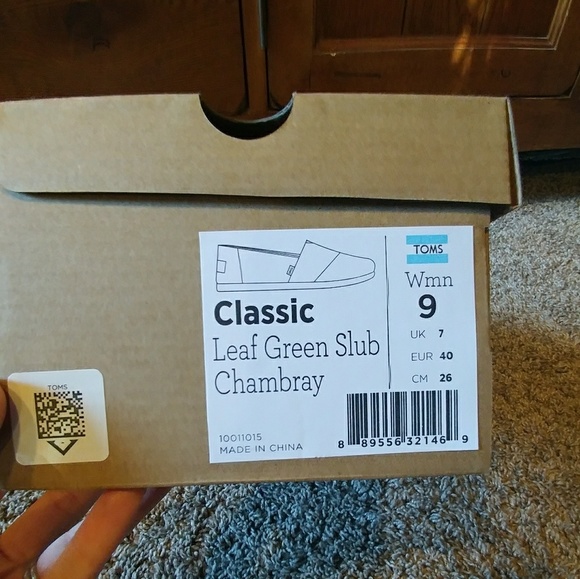 TOMS
Wmn
9
UK 7
EUR 40
CM 26
Classic
Leaf Green Slub
Chambray
10011015
MADE IN CHINA
8 89556 32146 9
TOMS